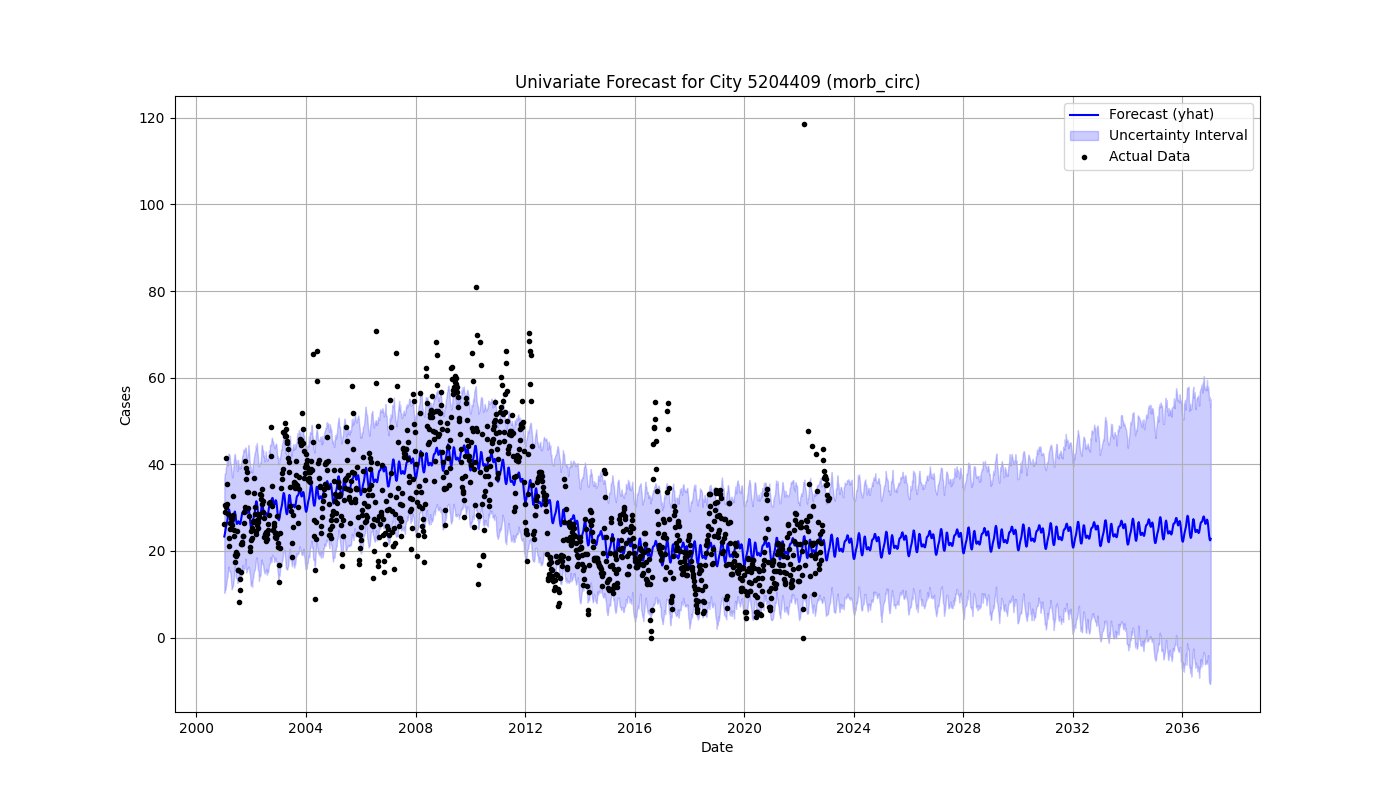 Univariate Forecast for City 5204409 (morb_circ)
Forecast (yhat)
Uncertainty Interval
Actual Data
Cases
120
100
80
60
40
20
0
2000 2004 2008 2012 2016 2020 2024 2028 2032 2036
Date